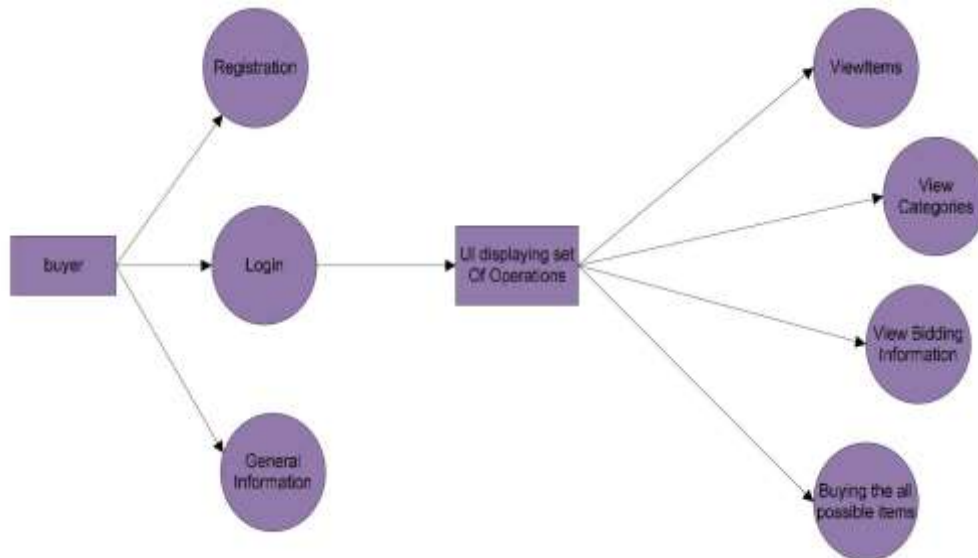 Registration
buyer
Login
General
Information
UI displaying set
Of Operations
ViewItems
View
Categories
View Bidding
Information
Buying the all
possible items